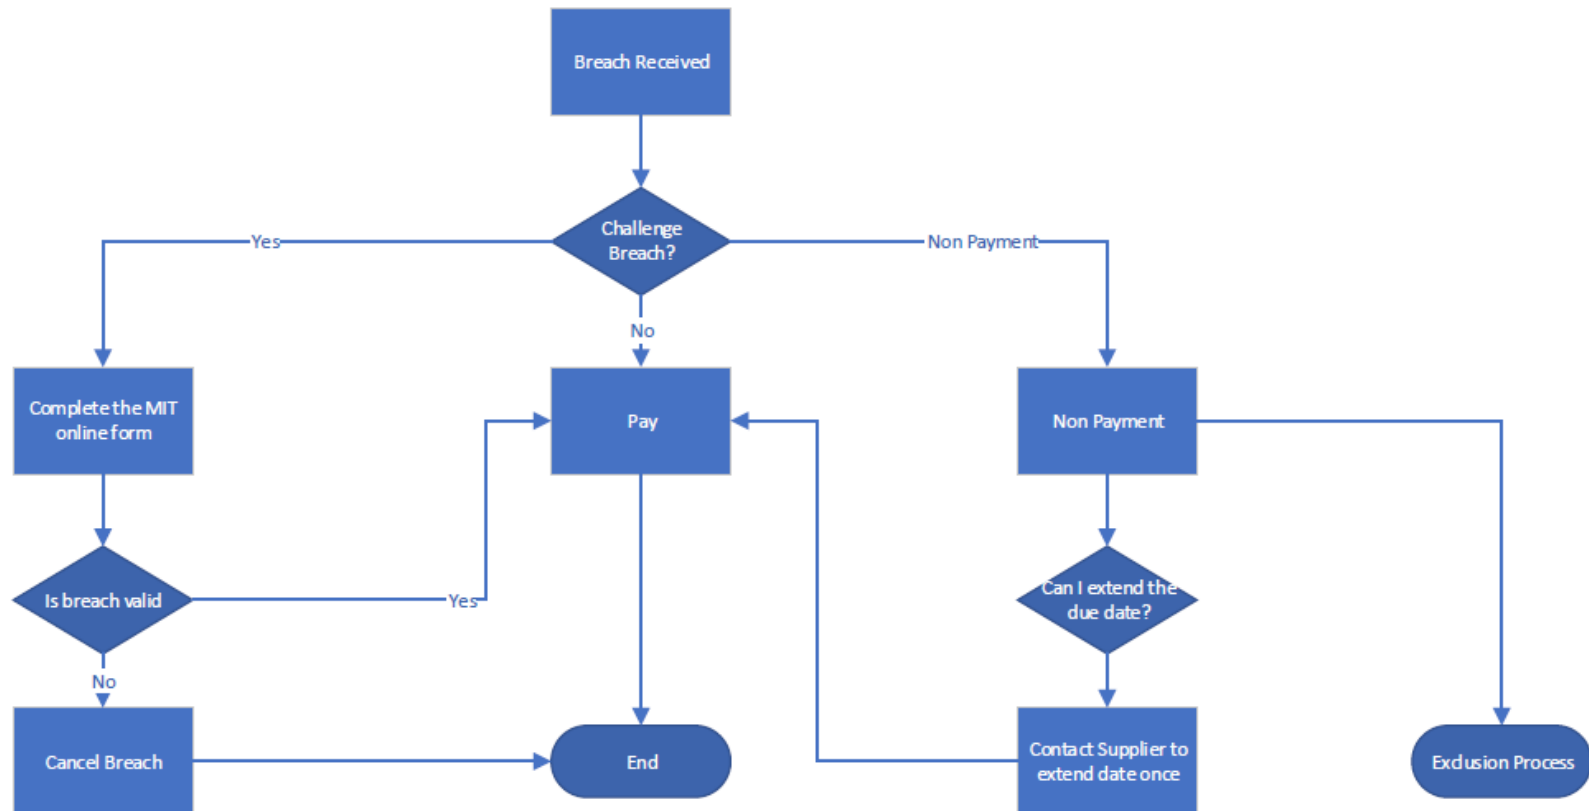 Breach Received
Challenge
Breach?
Yes
Non Payment
No
Complete the MIT
online form
Pay
Non Payment
Is breach valid
Yes
Can I extend the
due date?
No
Cancel Breach
End
Contact Supplier to
extend date once
Exclusion Process